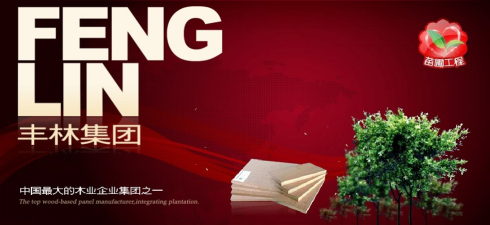 FENG
LIN
丰林集团
苗圃工程
中国最大的木业企业集团之一
The top wood-based panel manufacturer,integrating plantation.